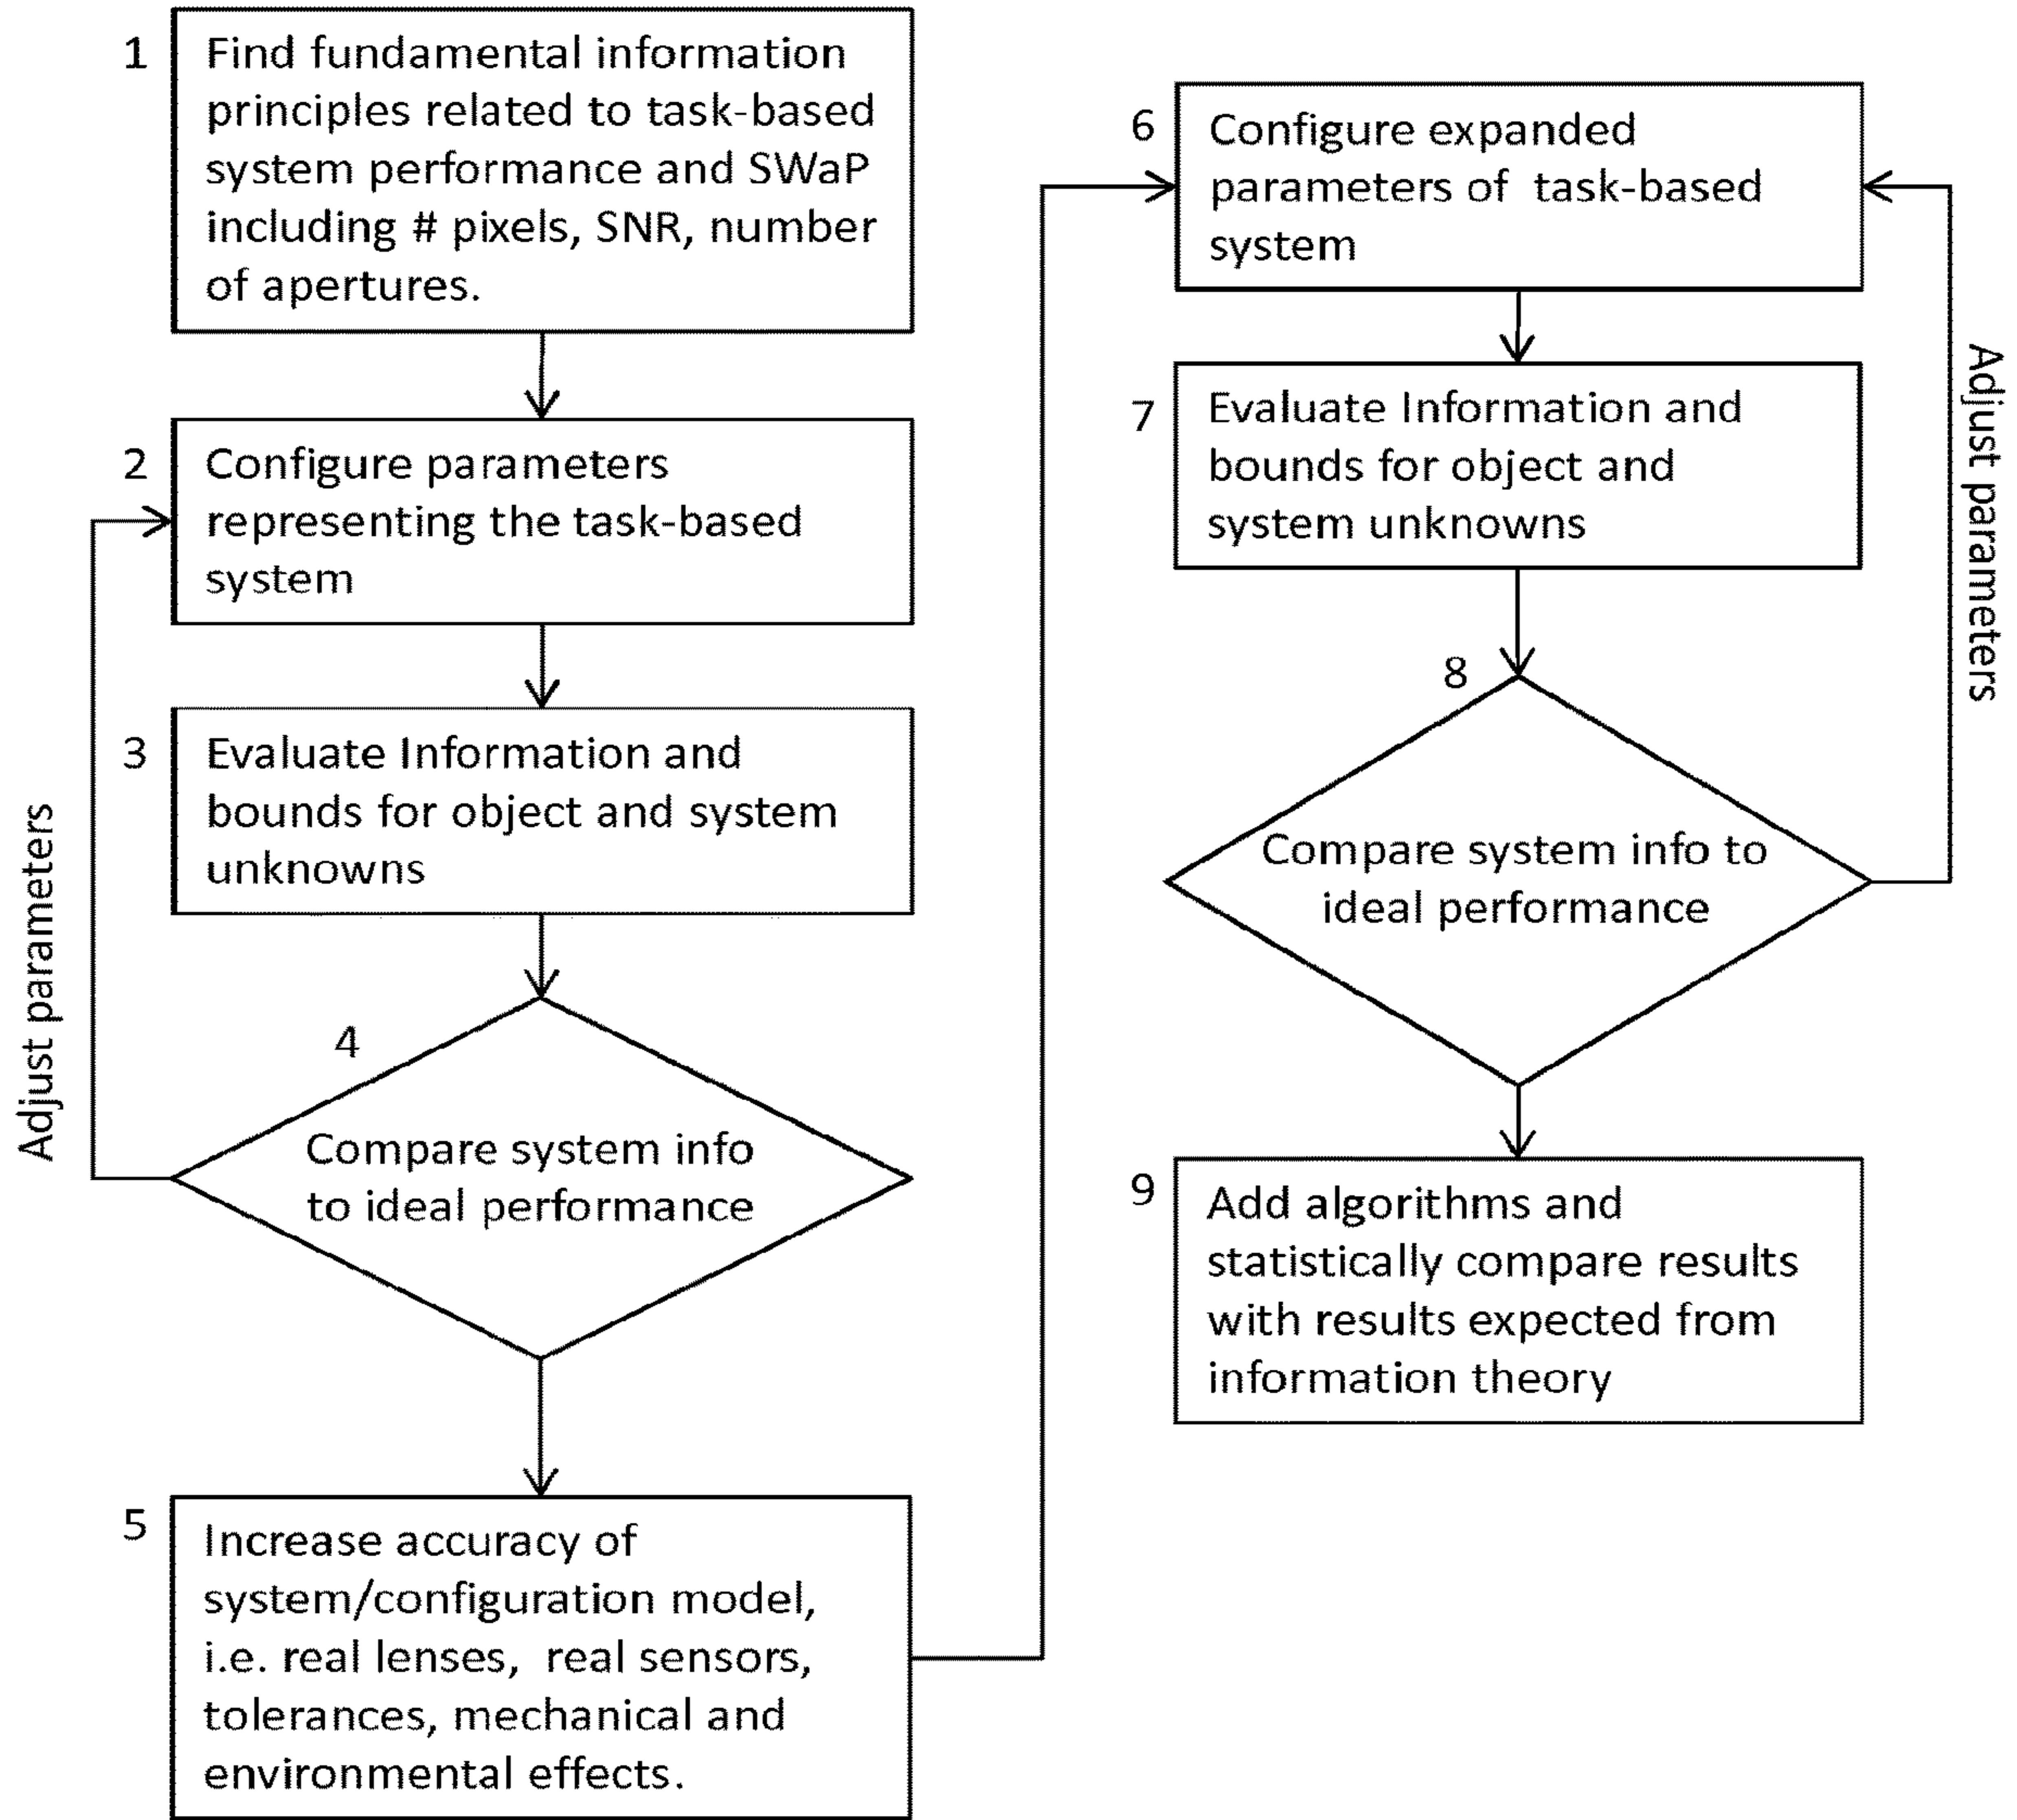 1
Find fundamental information
principles related to task-based
system performance and SWaP
including # pixels, SNR, number
of apertures.
2
Configure parameters
representing the task-based
system
3
Evaluate Information and
bounds for object and system
unknowns
Adjust parameters
4
Compare system info
to ideal performance
5
Increase accuracy of
system/configuration model,
i.e. real lenses, real sensors,
tolerances, mechanical and
environmental effects.
6
Configure expanded
parameters of task-based
system
7
Evaluate Information and
bounds for object and
system unknowns
Adjust parameters
8
Compare system info to
ideal performance
9
Add algorithms and
statistically compare results
with results expected from
information theory